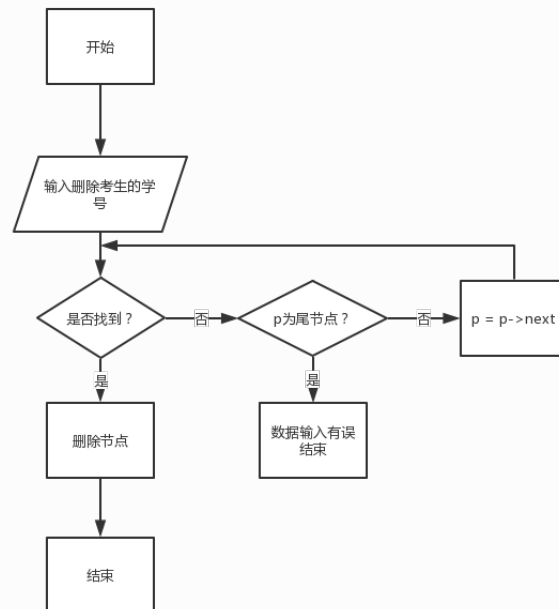 开始
输入删除考生的学
号
是否找到？
否
p为尾节点？
否
p = p->next
是
是
删除节点
数据输入有误
结束
结束